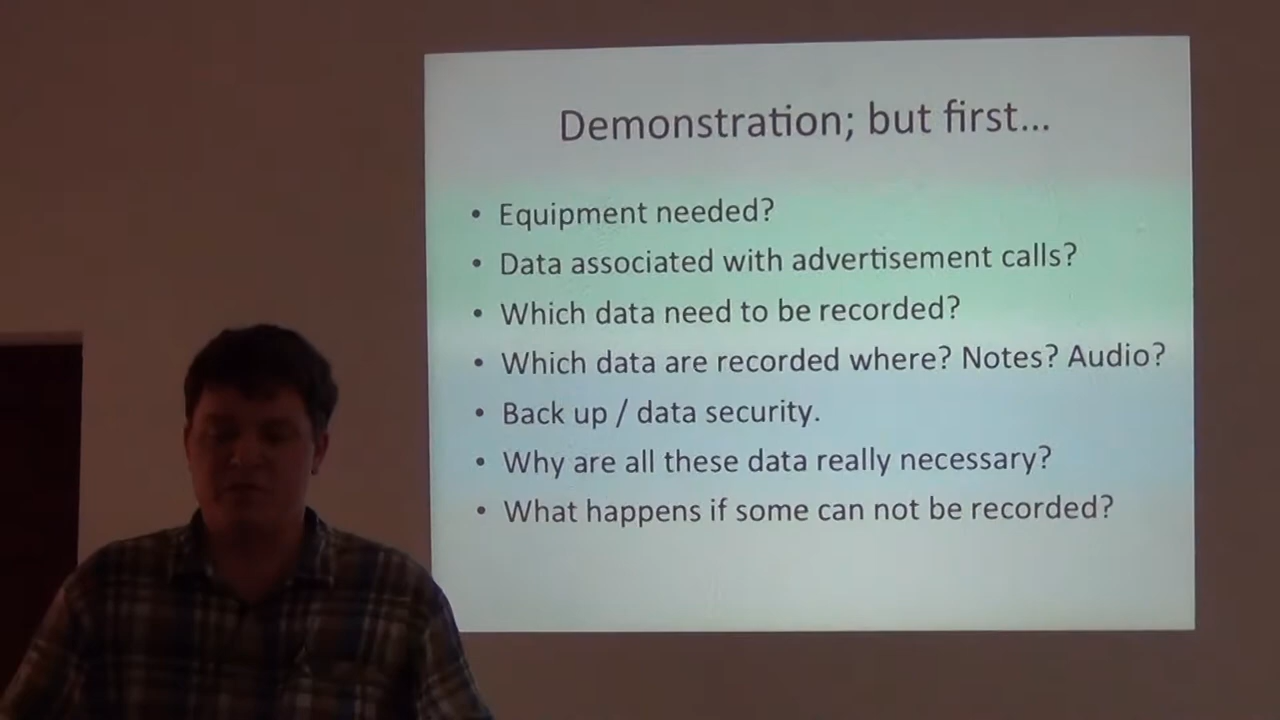 Demonstration; but first...
• Equipment needed?
• Data associated with advertisement calls?
• Which data need to be recorded?
• Which data are recorded where? Notes? Audio?
• Back up / data security.
• Why are all these data really necessary?
• What happens if some can not be recorded?